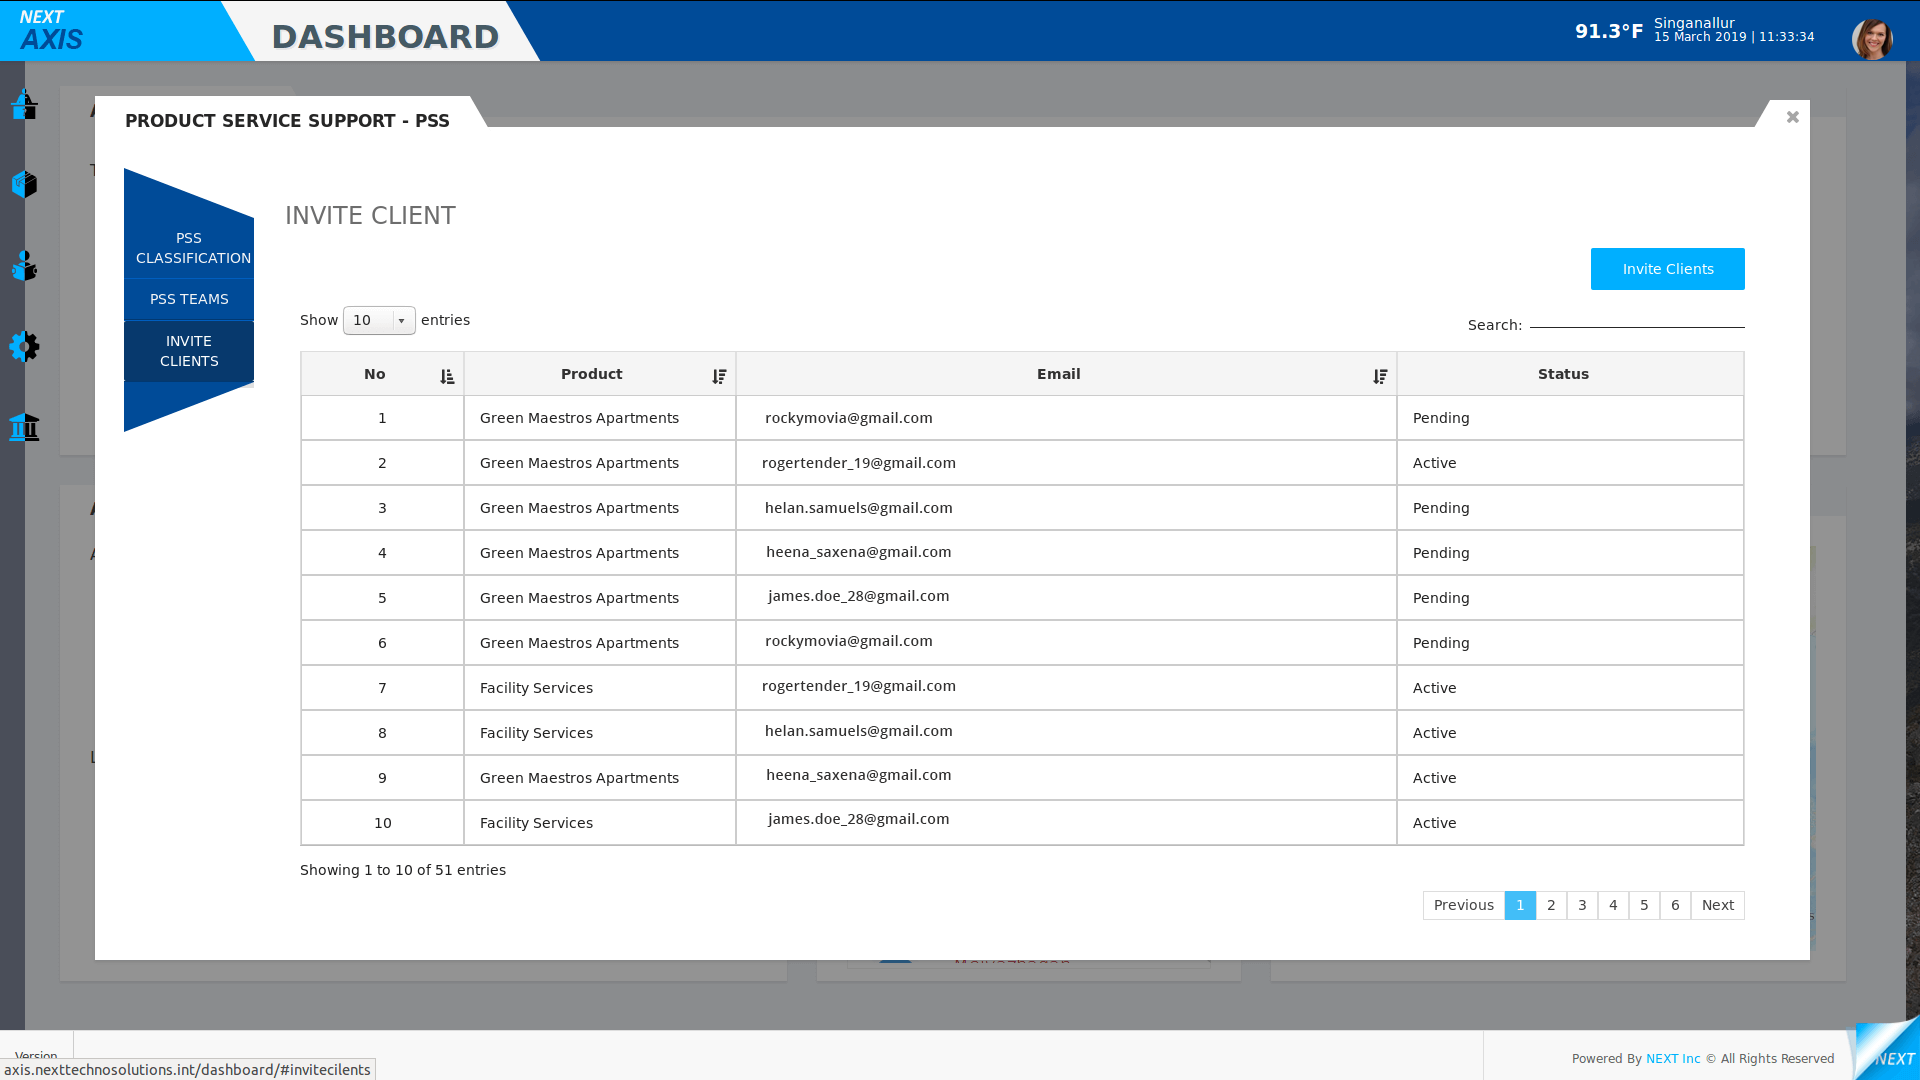 NEXT
AXIS
DASHBOARD
91.3°F
Singanallur
15 March 2019 | 11:33:34
PRODUCT SERVICE SUPPORT - PSS
PSS
CLASSIFICATION
PSS TEAMS
INVITE
CLIENTS
INVITE CLIENT
Invite Clients
Show 10 entries
Search:
No Product Email Status
1 Green Maestros Apartments rockymovia@gmail.com Pending
2 Green Maestros Apartments rogertender_19@gmail.com Active
3 Green Maestros Apartments helan.samuels@gmail.com Pending
4 Green Maestros Apartments heena_saxena@gmail.com Pending
5 Green Maestros Apartments james.doe_28@gmail.com Pending
6 Green Maestros Apartments rockymovia@gmail.com Pending
7 Facility Services rogertender_19@gmail.com Active
8 Facility Services helan.samuels@gmail.com Active
9 Green Maestros Apartments heena_saxena@gmail.com Active
10 Facility Services james.doe_28@gmail.com Active
Showing 1 to 10 of 51 entries
Previous 1 2 3 4 5 6 Next
Version
axis.nexttechnosolutions.int/dashboard/#invitecilents
Powered By NEXT Inc © All Rights Reserved
NEXT